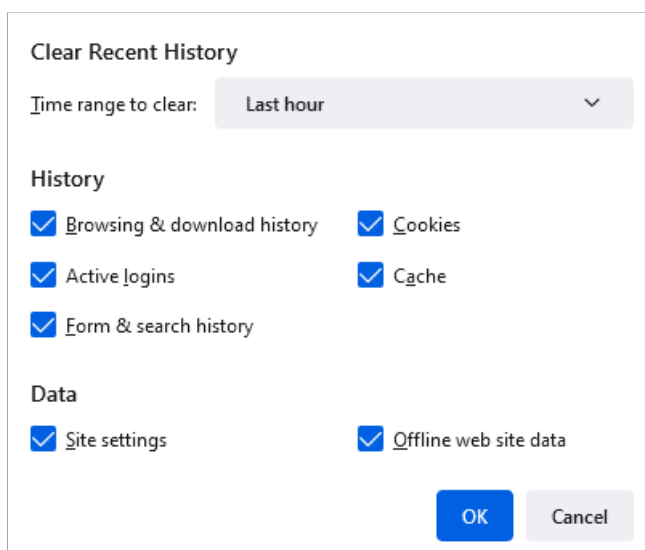 Clear Recent History
Time range to clear: Last hour
History
Browsing & download history Cookies
Active logins Cache
Form & search history
Data
Site settings Offline web site data
OK Cancel